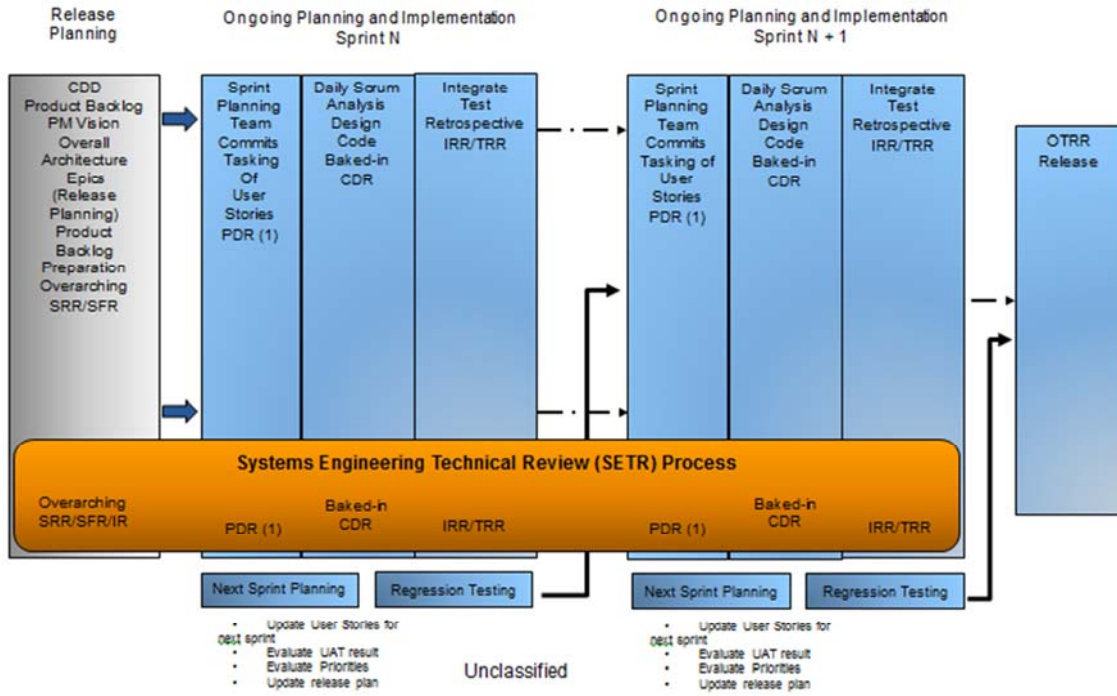 Release
Planning
Ongoing Planning and Implementation
Sprint N
Ongoing Planning and Implementation
Sprint N + 1
CDD
Product Backlog
PM Vision
Overall
Architecture
Epics
(Release
Planning)
Product
Backlog
Preparation
Overarching
SRR/SFR
Sprint
Planning
Team
Commits
Tasking
Of
User
Stories
PDR (1)
Daily Scrum
Analysis
Design
Code
Baked-in
CDR
Integrate
Test
Retrospective
IRR/TRR
Sprint
Planning
Team
Commits
Tasking of
User
Stories
PDR (1)
Daily Scrum
Analysis
Design
Code
Baked-in
CDR
Integrate
Test
Retrospective
IRR/TRR
OTRR
Release
Systems Engineering Technical Review (SETR) Process
Overarching
SRR/SFR/IR
PDR (1)
Baked-in
CDR
IRR/TRR
PDR (1)
Baked-in
CDR
IRR/TRR
Next Sprint Planning
Regression Testing
Next Sprint Planning
Regression Testing
• Update User Stories for
next sprint
• Evaluate UAT result
• Evaluate Priorities
• Update release plan
Unclassified
• Update User Stories for
next sprint
• Evaluate UAT result
• Evaluate Priorities
• Update release plan